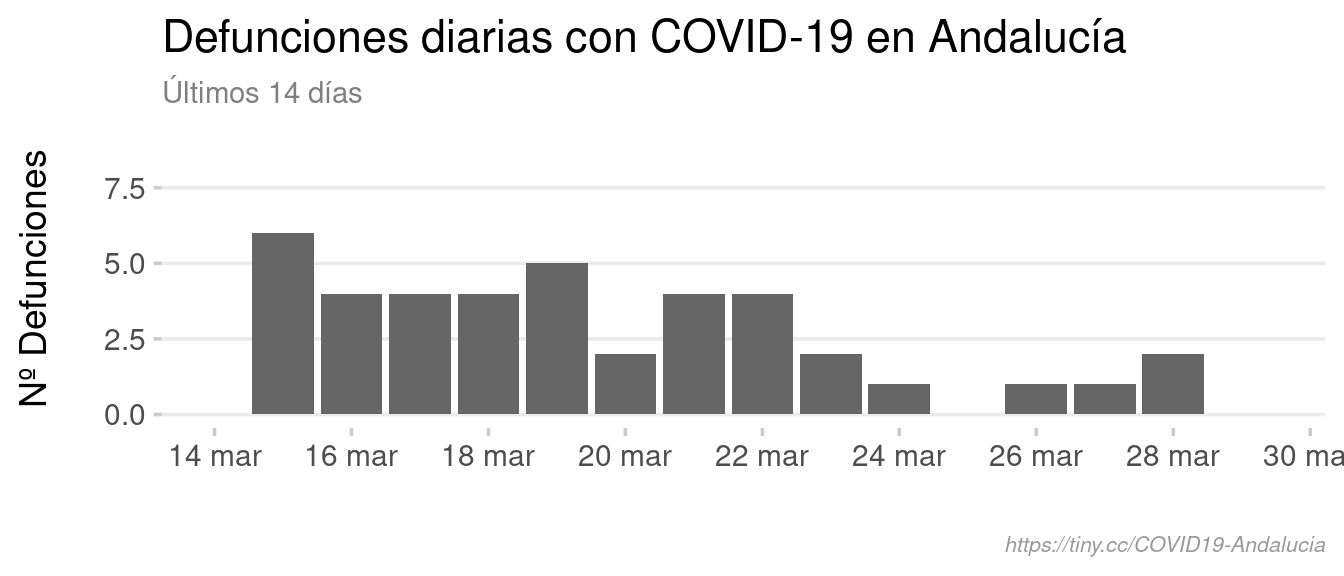 Defunciones diarias con COVID-19 en Andalucía
Últimos 14 días
Nº Defunciones
7.5
5.0
2.5
0.0
14 mar 16 mar 18 mar 20 mar 22 mar 24 mar 26 mar 28 mar 30 ma
https://tiny.cc/COVID19-Andalucia